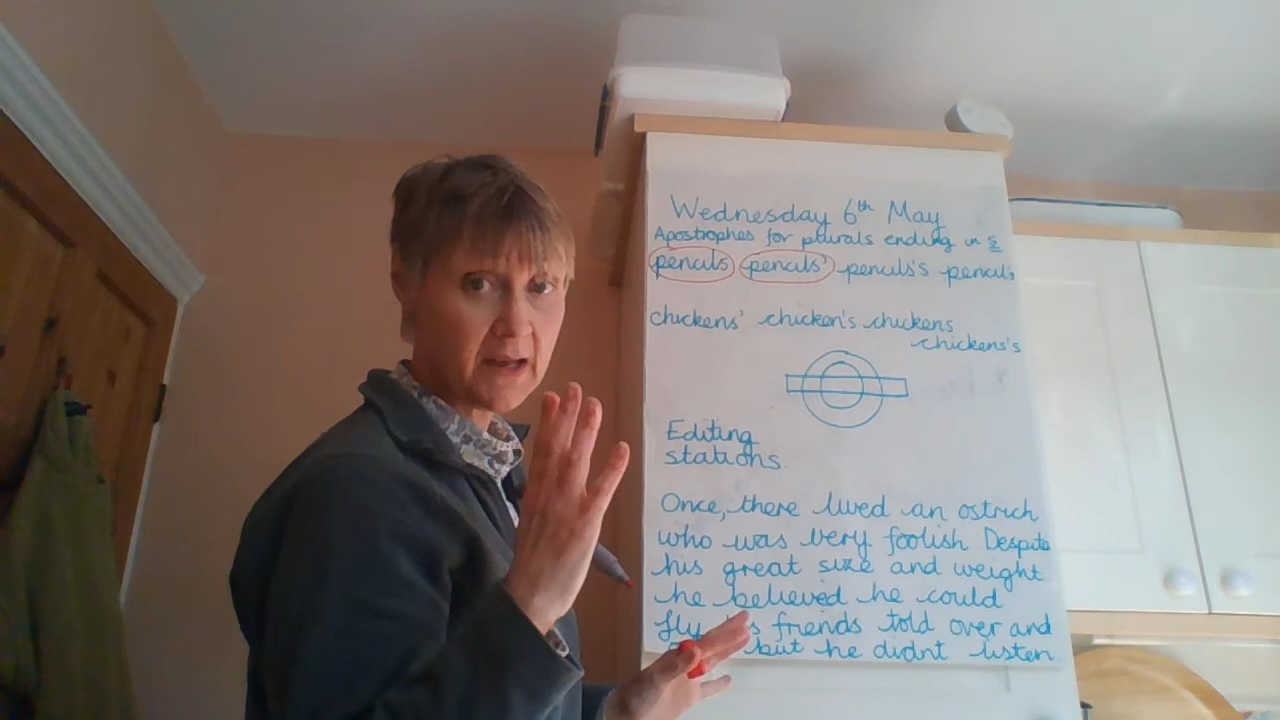 Wednesday 6th May
Apostrophes for plurals ending in s
pencils pencils' pencils's pencil's
chickens' chicken's chickens
chickens's
Editing
stations.
Once, there lived an ostrich
who was very foolish Despite
his great size and weight
he believed he could
fly friends told over and
but he didnt listen